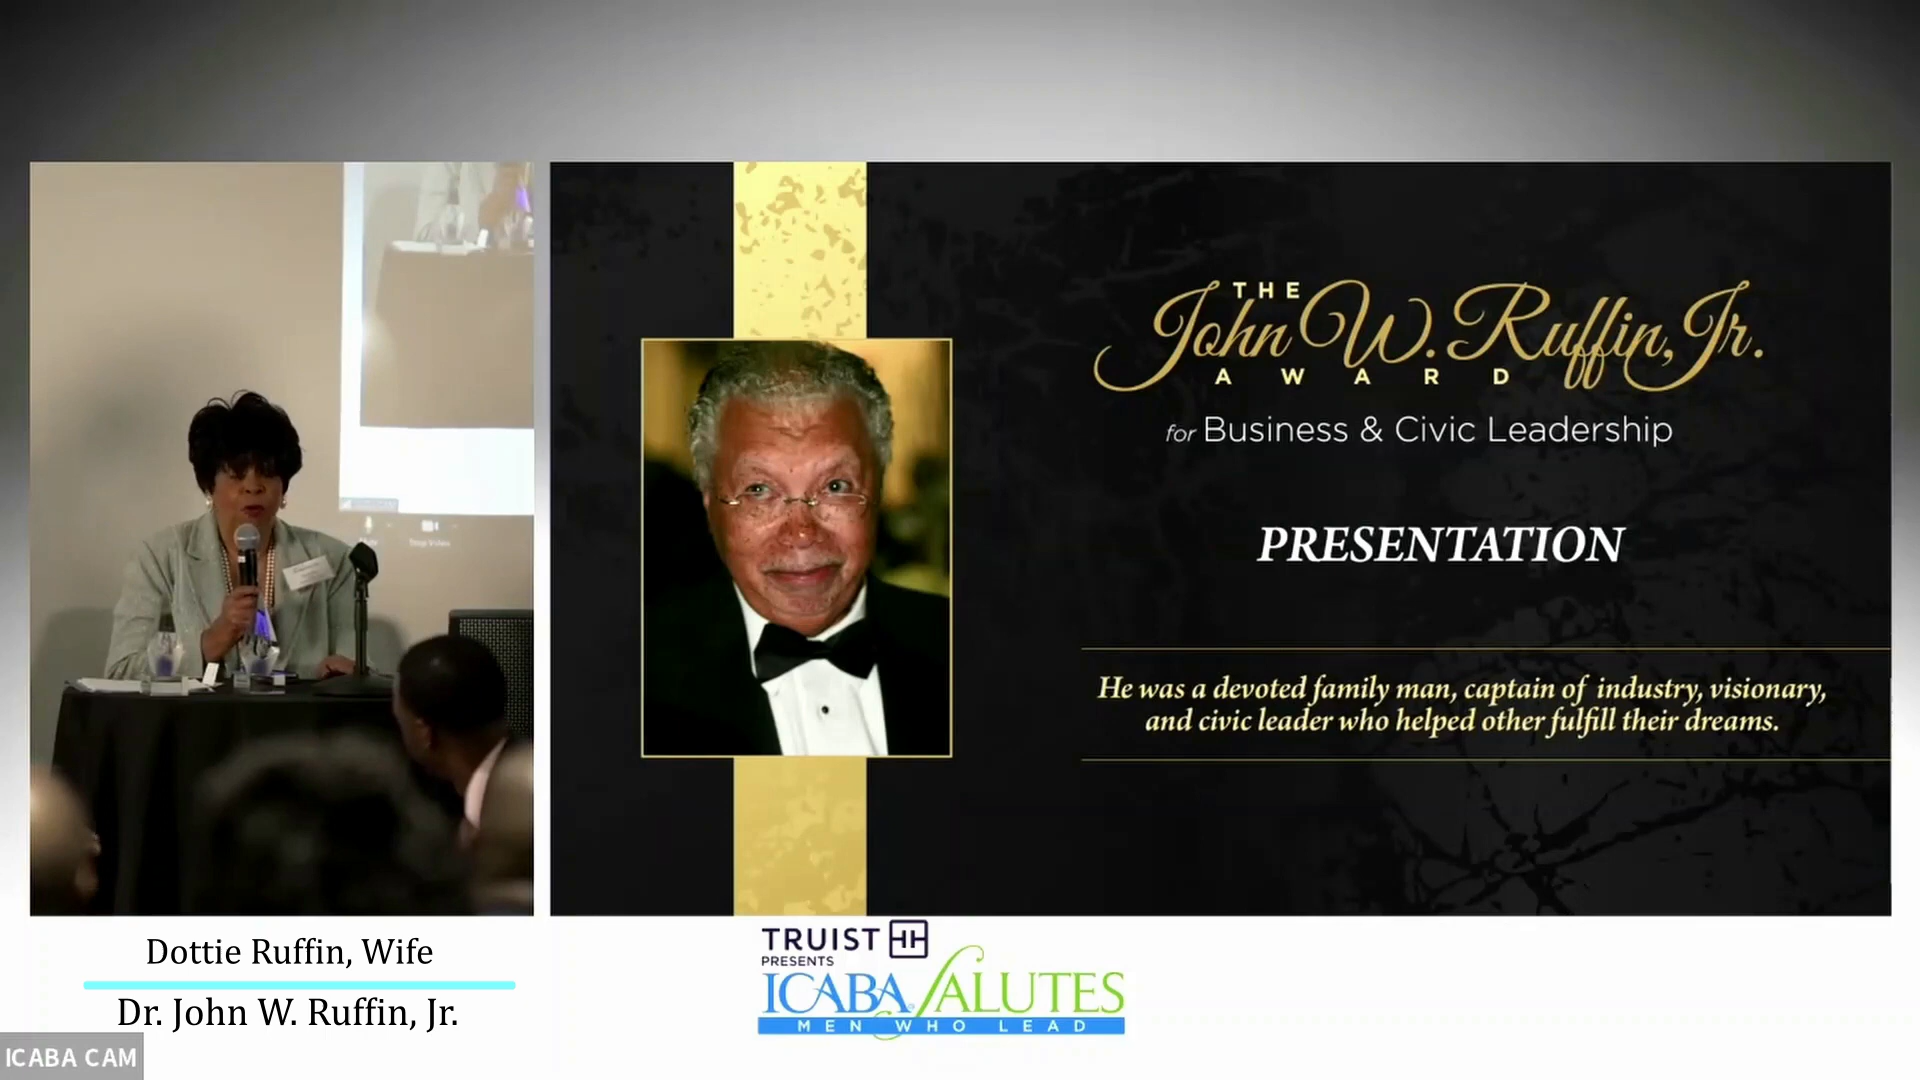 THE
John W. Ruffin, Jr.
AWARD
for Business & Civic Leadership
PRESENTATION
He was a devoted family man, captain of industry, visionary,
and civic leader who helped other fulfill their dreams.
Stop Video
Dottie Ruffin, Wife
Dr. John W. Ruffin, Jr.
ICABA CAM
TRUIST
PRESENTS
ICABA SALUTES
MEN WHO LEAD